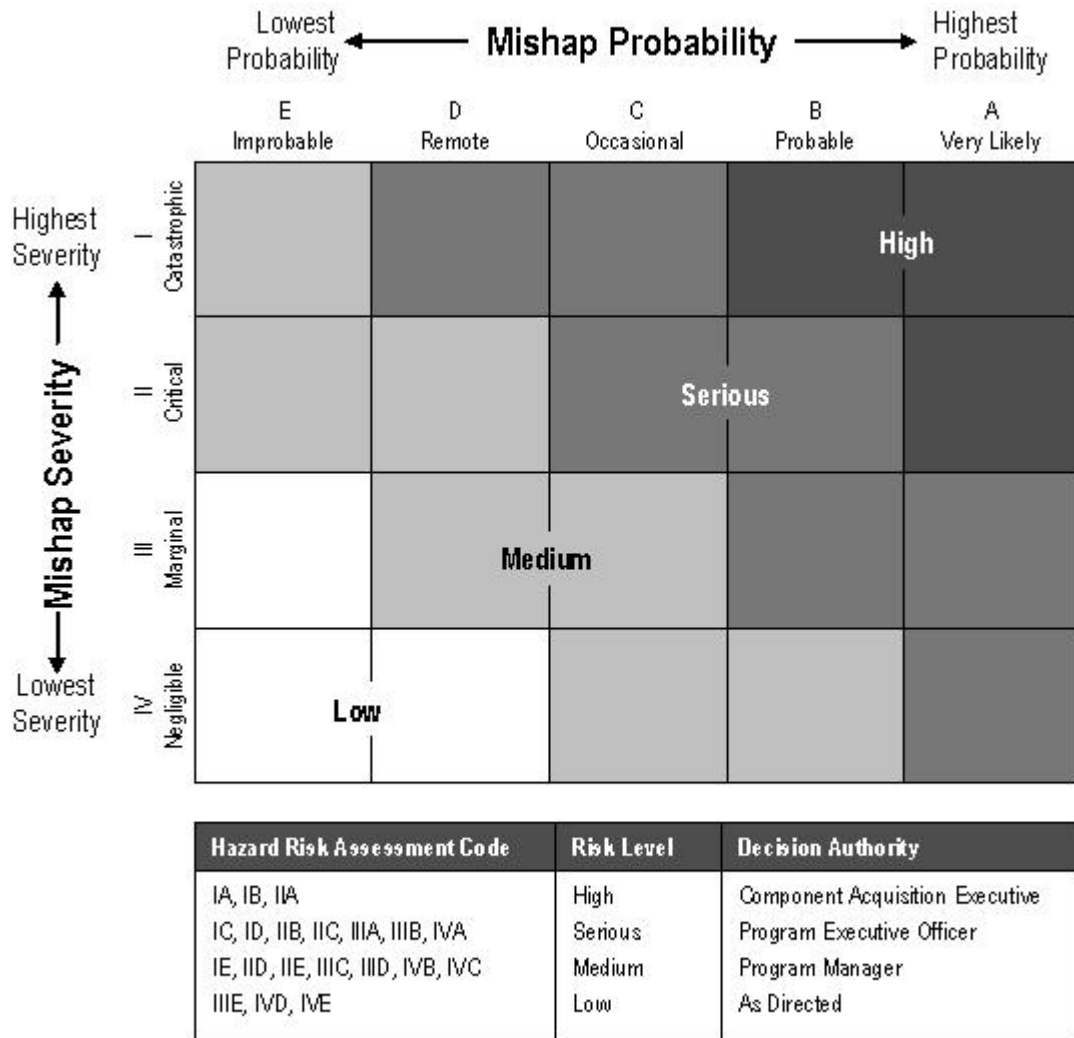 Lowest Probability
Mishap Probability
Highest Probability
E
Improbable
D
Remote
C
Occasional
B
Probable
A
Very Likely
Highest Severity
Mishap Severity
Lowest Severity
I
Catastrophic
High
II
Critical
Serious
III
Marginal
Medium
IV
Negligible
Low
Hazard Risk Assessment Code Risk Level Decision Authority
IA, IB, IIA High Component Acquisition Executive
IC, ID, IIB, IIC, IIIA, IIIB, IVA Serious Program Executive Officer
IE, IID, IIE, IIIC, IIID, IVB, IVC Medium Program Manager
IIIE, IVD, IVE Low As Directed